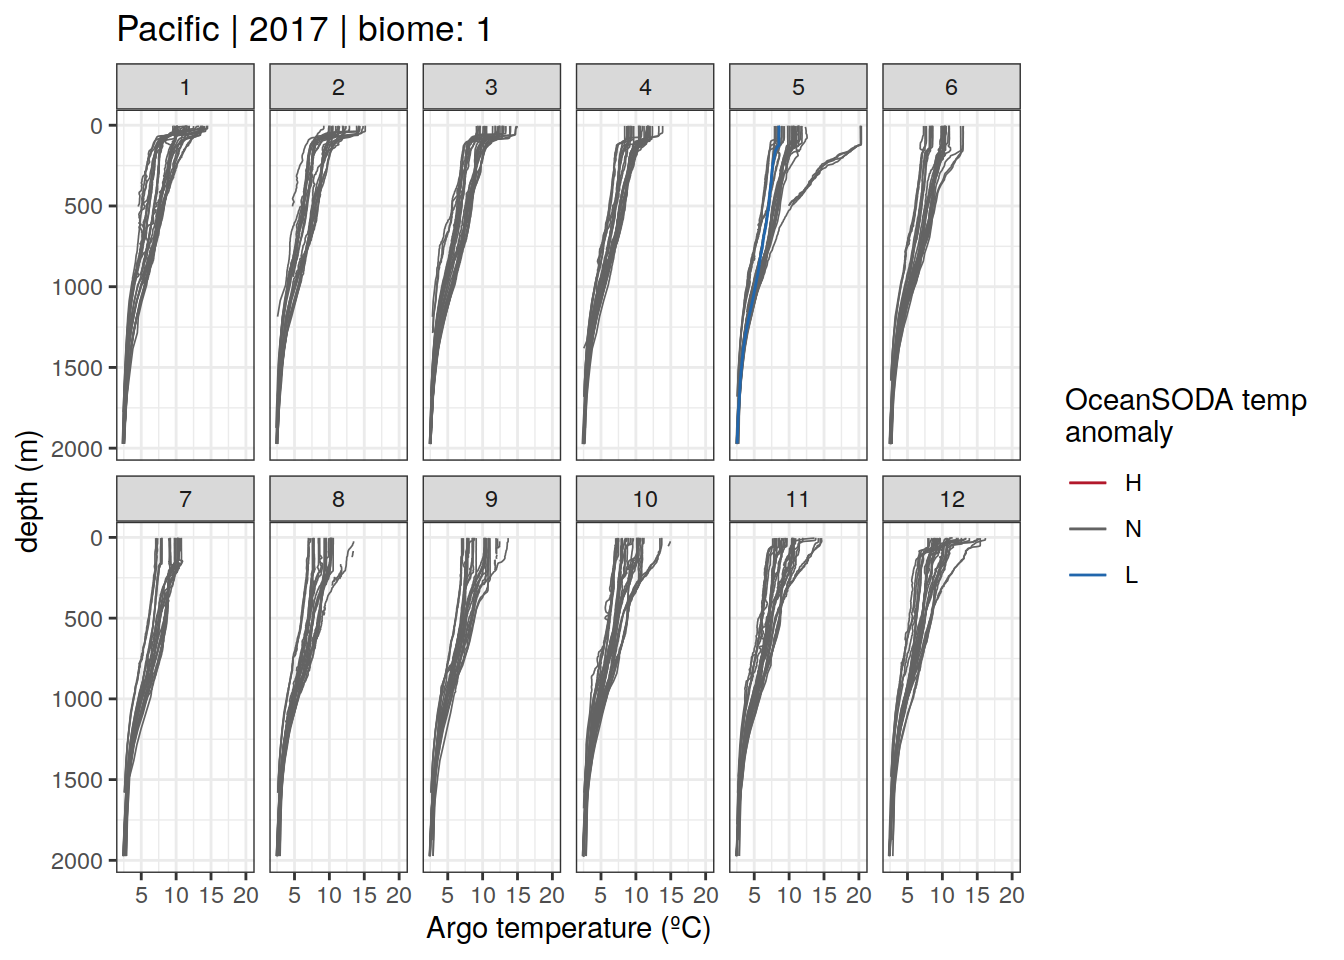 Pacific | 2017 | biome: 1
1 2 3 4 5 6
0
500
1000
1500
2000
7 8 9 10 11 12
0
500
1000
1500
2000
5 10 15 20 5 10 15 20 5 10 15 20 5 10 15 20 5 10 15 20 5 10 15 20
Argo temperature (ºC)
depth (m)
OceanSODA temp
anomaly
H
N
L